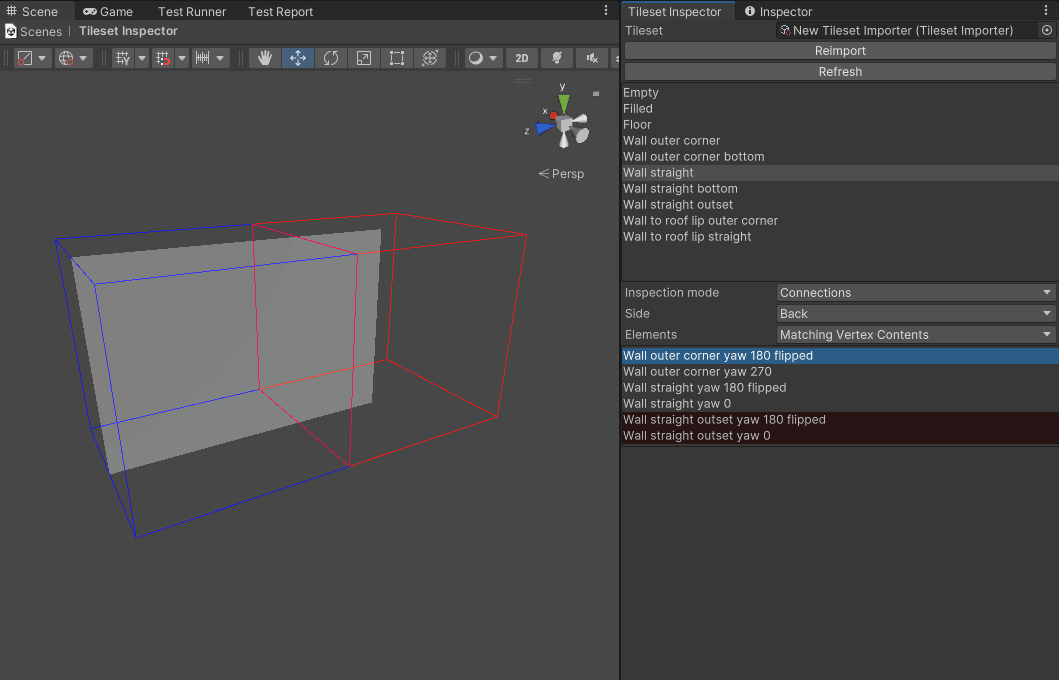 Scene Game Test Runner Test Report
Scenes Tileset Inspector
2D
y
x
z
Persp
Tileset Inspector Inspector
Tileset New Tileset Importer (Tileset Importer)
Reimport
Refresh
Empty
Filled
Floor
Wall outer corner
Wall outer corner bottom
Wall straight
Wall straight bottom
Wall straight outset
Wall to roof lip outer corner
Wall to roof lip straight
Inspection mode Connections
Side Back
Elements Matching Vertex Contents
Wall outer corner yaw 180 flipped
Wall outer corner yaw 270
Wall straight yaw 180 flipped
Wall straight yaw 0
Wall straight outset yaw 180 flipped
Wall straight outset yaw 0